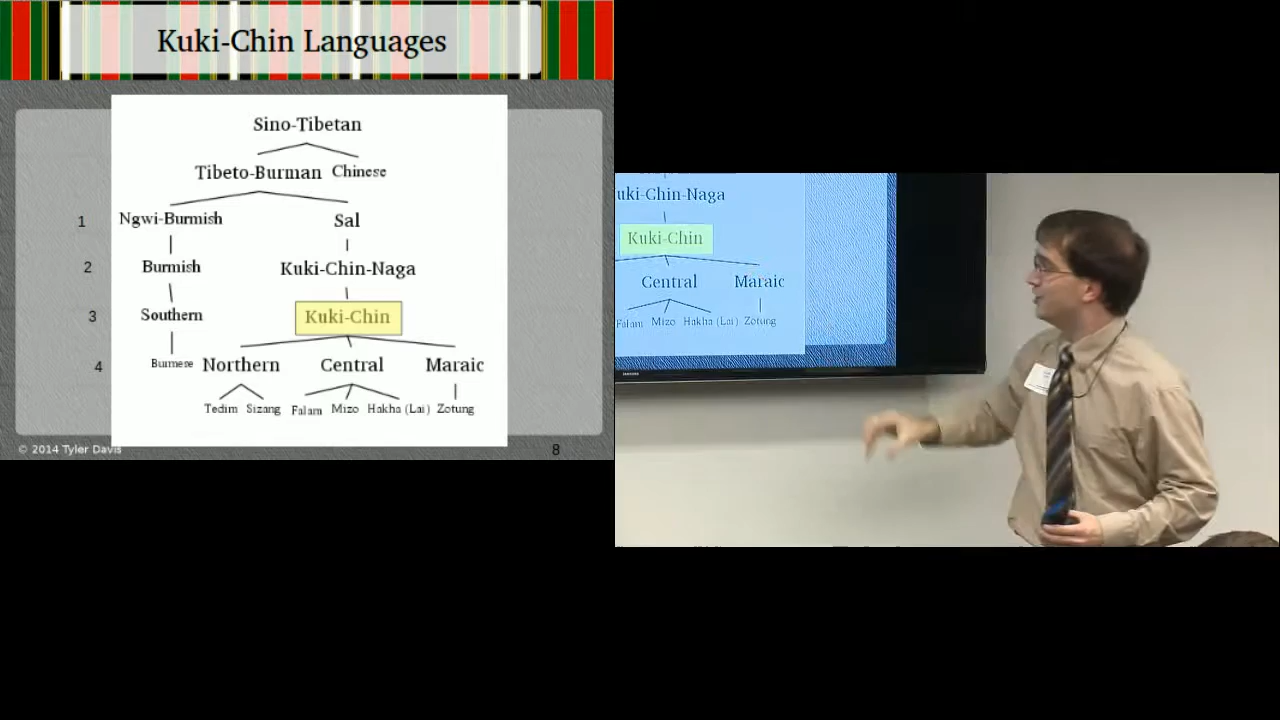 Kuki-Chin Languages
Sino-Tibetan
Tibeto-Burman Chinese
1 Ngwi-Burmish Sal
2 Burmish Kuki-Chin-Naga
3 Southern Kuki-Chin
4 Burmese Northern Central Maraic
Tedim Sizang Falam Mizo Hakha (Lai) Zotung
© 2014 Tyler Davis 8
uki-Chin-Naga
Kuki-Chin
Central Maraic
Falam Mizo Hakha (Lai) Zotung
SAMSUNG